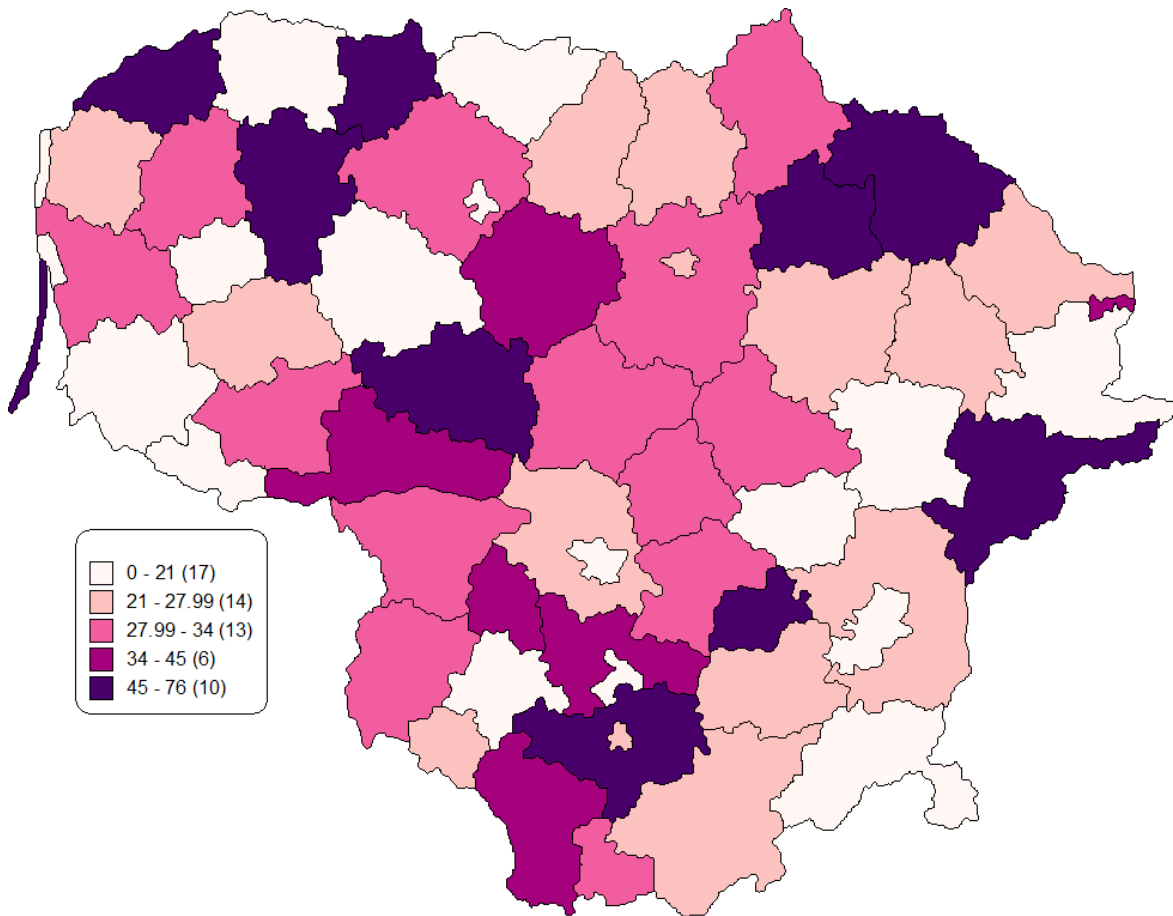 0 - 21 (17)
21 - 27.99 (14)
27.99 - 34 (13)
34 - 45 (6)
45 - 76 (10)